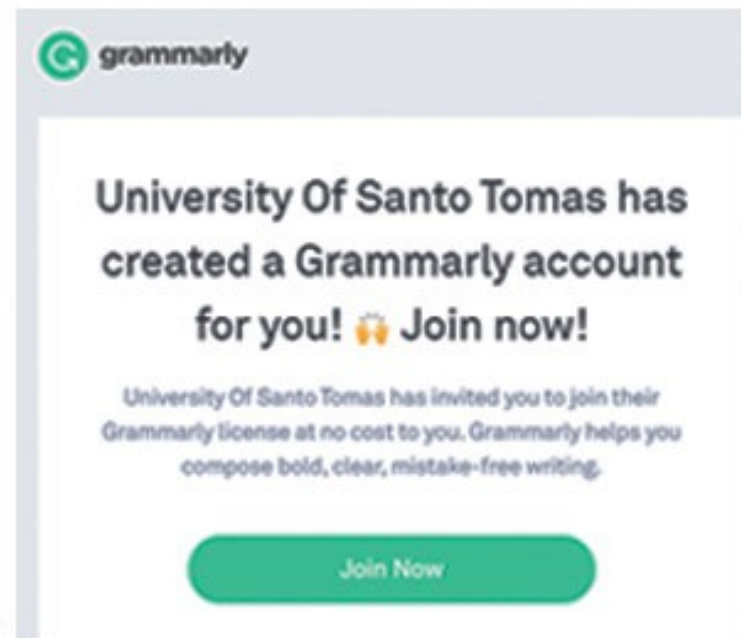 grammarly
University Of Santo Tomas has
created a Grammarly account
for you! 🙌 Join now!
University Of Santo Tomas has invited you to join their
Grammarly license at no cost to you. Grammarly helps you
compose bold, clear, mistake-free writing.
Join Now